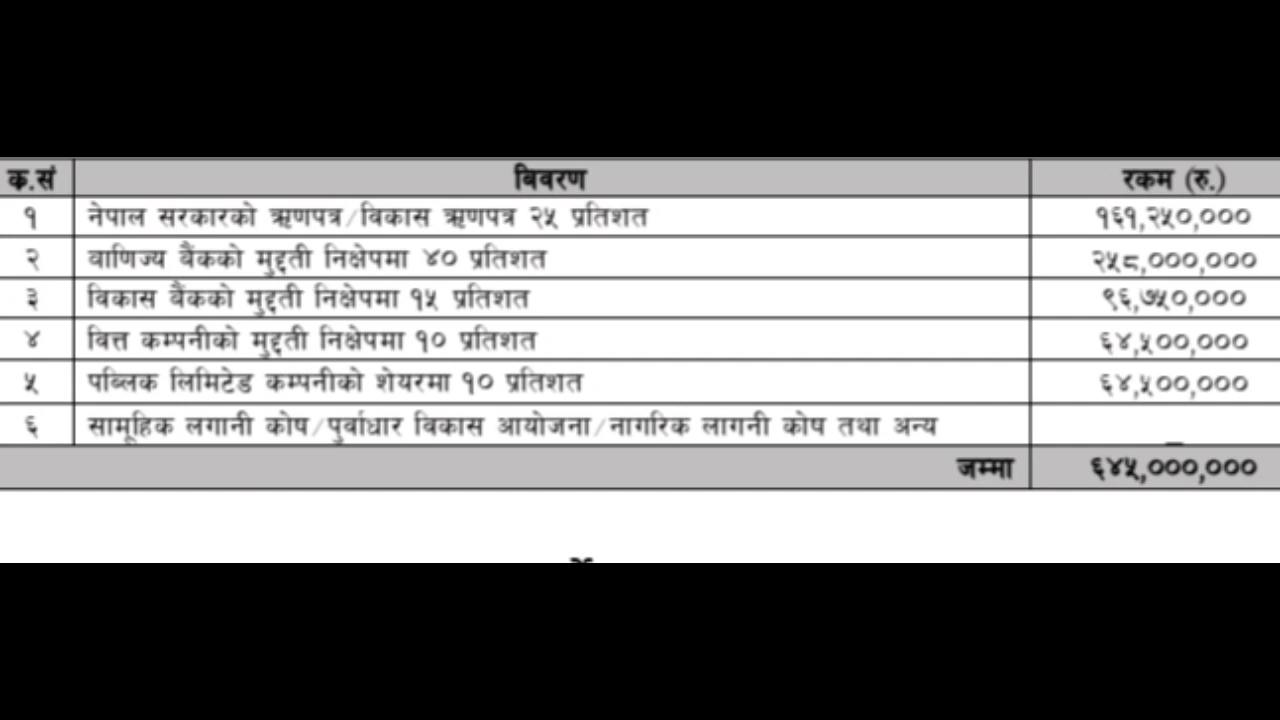 क.सं विवरण रकम (रु.)
१ नेपाल सरकारको ऋणपत्र/विकास ऋणपत्र २५ प्रतिशत १६१,२५०,०००
२ वाणिज्य बैंकको मुद्दती निक्षेपमा ४० प्रतिशत २५८,०००,०००
३ विकास बैंकको मुद्दती निक्षेपमा १५ प्रतिशत ९६,७५०,०००
४ वित्त कम्पनीको मुद्दती निक्षेपमा १० प्रतिशत ६४,५००,०००
५ पब्लिक लिमिटेड कम्पनीको शेयरमा १० प्रतिशत ६४,५००,०००
६ सामूहिक लगानी कोष/पुर्वाधार विकास आयोजना/नागरिक लागनी कोष तथा अन्य –
जम्मा ६४५,०००,०००